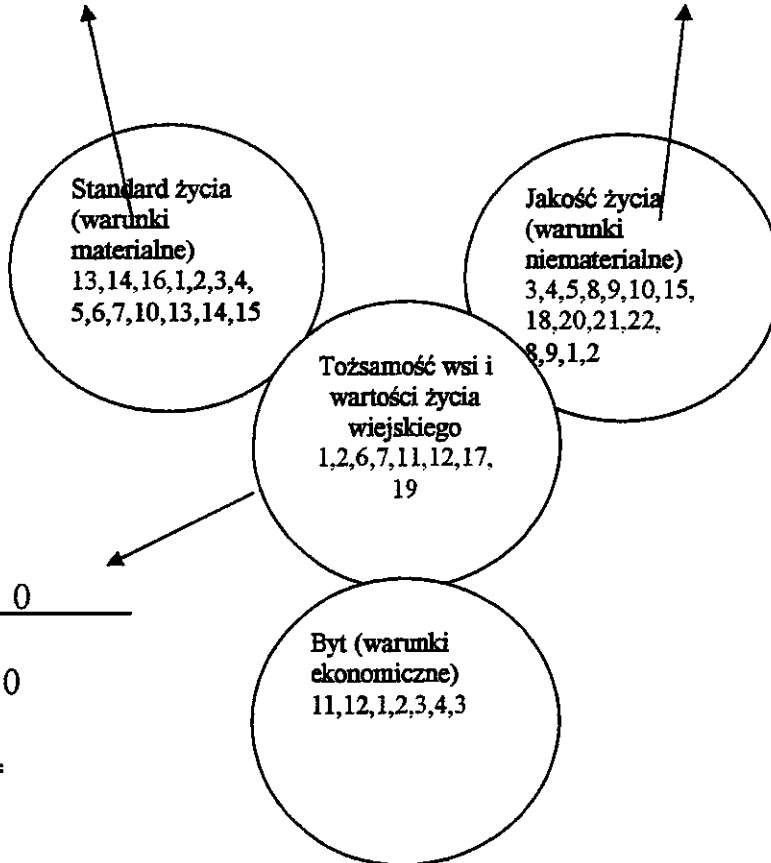 Standard życia
(warunki
materialne)
13,14,16,1,2,3,4,
5,6,7,10,13,14,15
Jakość życia
(warunki
niematerialne)
3,4,5,8,9,10,15,
18,20,21,22,
8,9,1,2
Tożsamość wsi i
wartości życia
wiejskiego
1,2,6,7,11,12,17,
19
0
0
Byt (warunki
ekonomiczne)
11,12,1,2,3,4,3